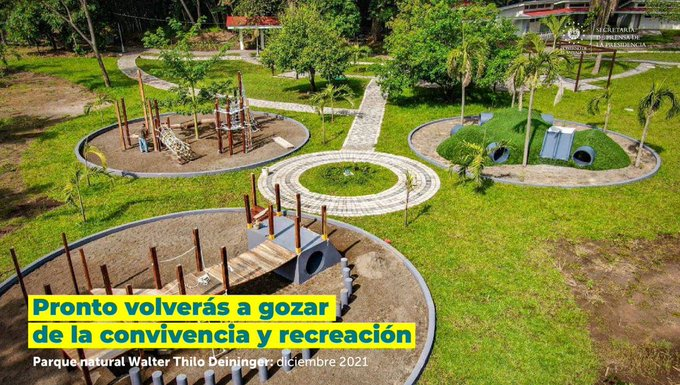 SECRETARÍA
DE PRENSA DE
LA PRESIDENCIA
Pronto volverás a gozar
de la convivencia y recreación
Parque natural Walter Thilo Deininger: diciembre 2021